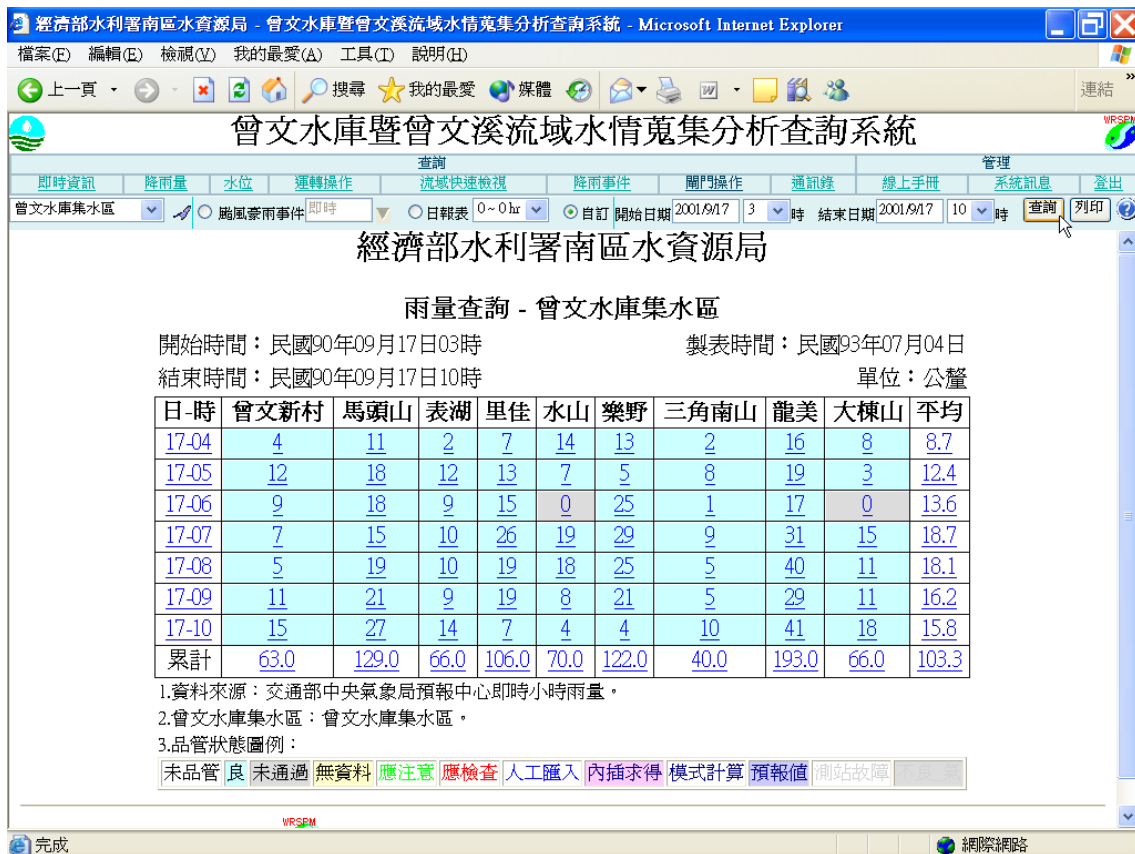 經濟部水利署南區水資源局 - 曾文水庫暨曾文溪流域水情蒐集分析查詢系統 - Microsoft Internet Explorer
檔案(F) 編輯(E) 檢視(V) 我的最愛(A) 工具(T) 說明(H)
上一頁 搜尋 我的最愛 媒體 W » 連結
曾文水庫暨曾文溪流域水情蒐集分析查詢系統 WRSPM
查詢 管理
即時資訊 降雨量 水位 運轉操作 流域快速檢視 降雨事件 閘門操作 通訊錄 線上手冊 系統訊息 登出
曾文水庫集水區 颱風豪雨事件 即時 日報表 0~0 hr 自訂 開始日期 2001/9/17 3 時 結束日期 2001/9/17 10 時 查詢 列印 ?
經濟部水利署南區水資源局
雨量查詢 - 曾文水庫集水區
開始時間：民國90年09月17日03時 製表時間：民國93年07月04日
結束時間：民國90年09月17日10時 單位：公釐
日-時 曾文新村 馬頭山 表湖 里佳 水山 樂野 三角南山 龍美 大棟山 平均
17-04 4 11 2 7 14 13 2 16 8 8.7
17-05 12 18 12 13 7 5 8 19 3 12.4
17-06 9 18 9 15 0 25 1 17 0 13.6
17-07 7 15 10 26 19 29 9 31 15 18.7
17-08 5 19 10 19 18 25 5 40 11 18.1
17-09 11 21 9 19 8 21 5 29 11 16.2
17-10 15 27 14 7 4 4 10 41 18 15.8
累計 63.0 129.0 66.0 106.0 70.0 122.0 40.0 193.0 66.0 103.3
1.資料來源：交通部中央氣象局預報中心即時小時雨量。
2.曾文水庫集水區：曾文水庫集水區。
3.品管狀態圖例：
未品管 良 未通過 無資料 應注意 應檢查 人工匯入 內插求得 模式計算 預報值 測站故障
WRSPM
完成 網際網路